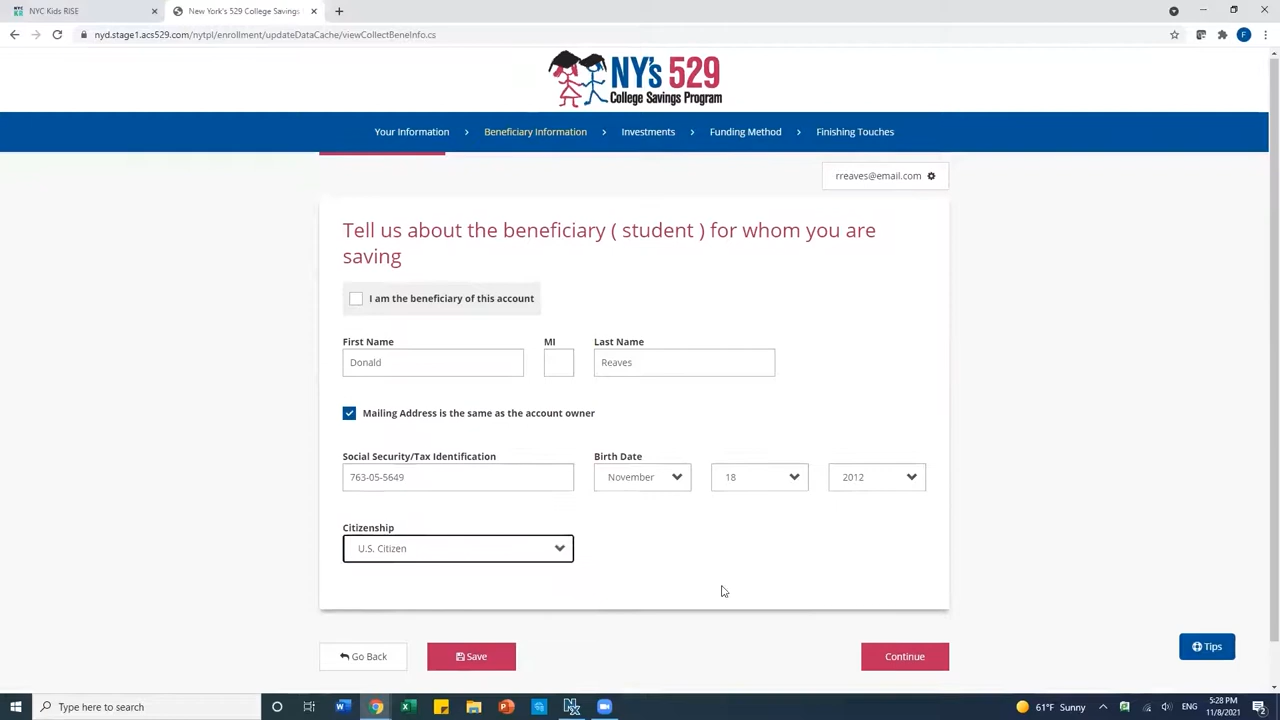 NYC Kids RISE
New York's 529 College Savings
nyd.stage1.acs529.com/nytpl/enrollment/updateDataCache/viewCollectBeneInfo.cs
F
NY's 529
College Savings Program
Your Information
Beneficiary Information
Investments
Funding Method
Finishing Touches
rreaves@email.com
Tell us about the beneficiary ( student ) for whom you are
saving
I am the beneficiary of this account
First Name
MI
Last Name
Donald
Reaves
Mailing Address is the same as the account owner
Social Security/Tax Identification
Birth Date
763-05-5649
November
18
2012
Citizenship
U.S. Citizen
Go Back
Save
Continue
Tips
Type here to search
61°F Sunny
5:28 PM
11/8/2021